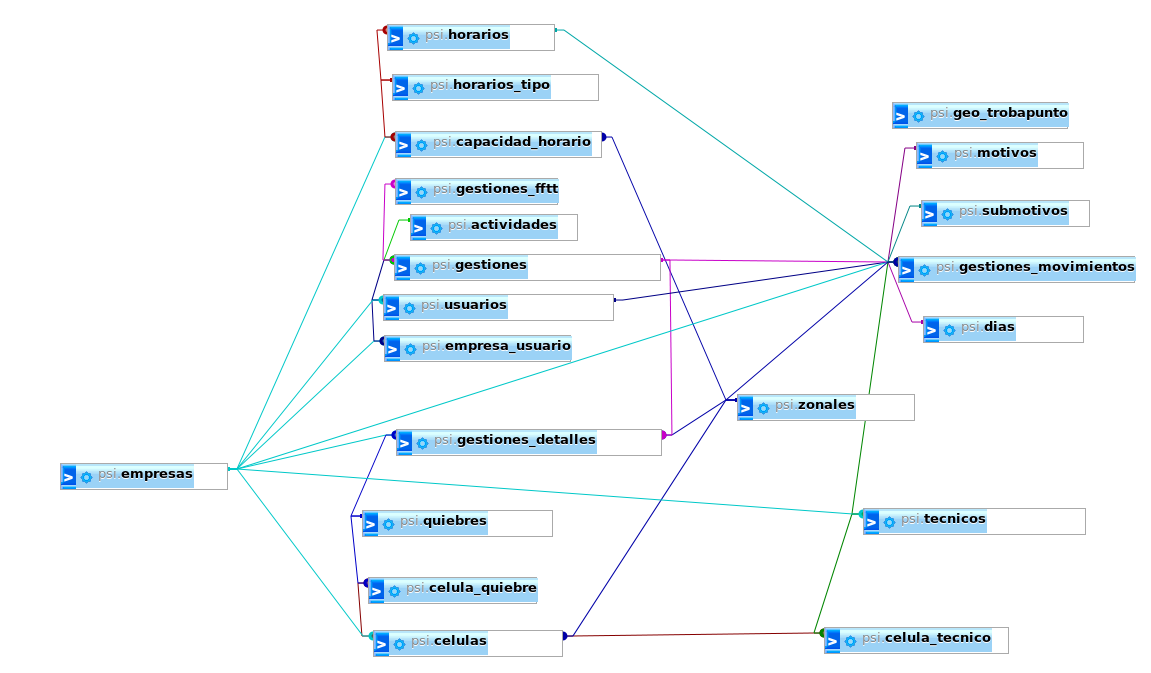 psi.horarios
psi.horarios_tipo
psi.geo_trobapunto
psi.capacidad_horario
psi.motivos
psi.gestiones_fftt
psi.submotivos
psi.actividades
psi.gestiones
psi.gestiones_movimientos
psi.usuarios
psi.dias
psi.empresa_usuario
psi.zonales
psi.gestiones_detalles
psi.empresas
psi.quiebres
psi.tecnicos
psi.celula_quiebre
psi.celulas
psi.celula_tecnico